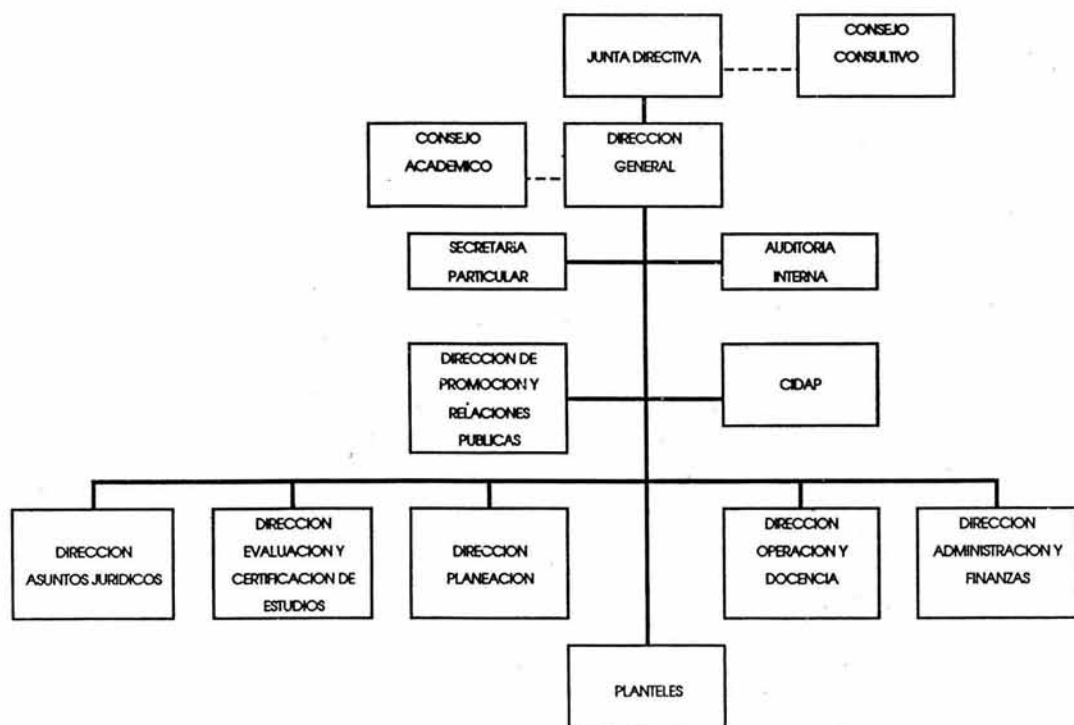 JUNTA DIRECTIVA
CONSEJO
CONSULTIVO
CONSEJO
ACADEMICO
DIRECCION
GENERAL
SECRETARIA
PARTICULAR
AUDITORIA
INTERNA
DIRECCION DE
PROMOCION Y
RELACIONES
PUBLICAS
CIDAP
DIRECCION
ASUNTOS JURIDICOS
DIRECCION
EVALUACION Y
CERTIFICACION DE
ESTUDIOS
DIRECCION
PLANEACION
DIRECCION
OPERACION Y
DOCENCIA
DIRECCION
ADMINISTRACION Y
FINANZAS
PLANTELES